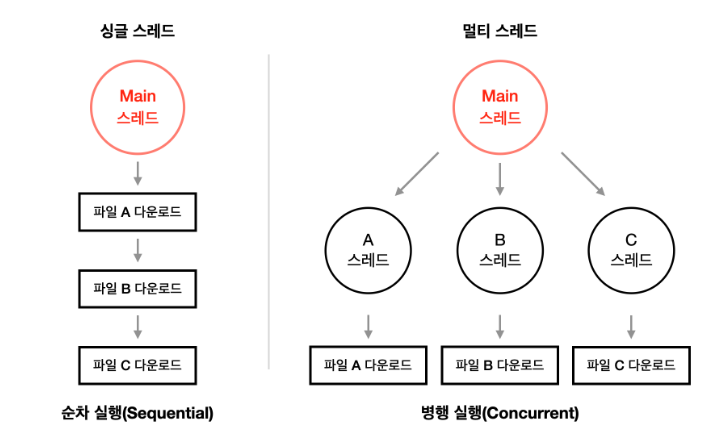 싱글 스레드
Main
스레드
파일 A 다운로드
파일 B 다운로드
파일 C 다운로드
순차 실행(Sequential)
멀티 스레드
Main
스레드
A
스레드
B
스레드
C
스레드
파일 A 다운로드
파일 B 다운로드
파일 C 다운로드
병행 실행(Concurrent)